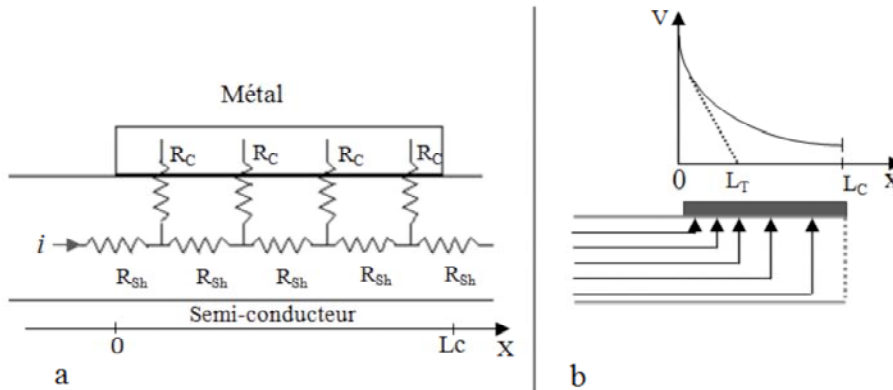 Métal
R_C R_C R_C R_C
i
R_Sh R_Sh R_Sh R_Sh R_Sh
Semi-conducteur
0 Lc X
a
V
0 L_T L_C X
b